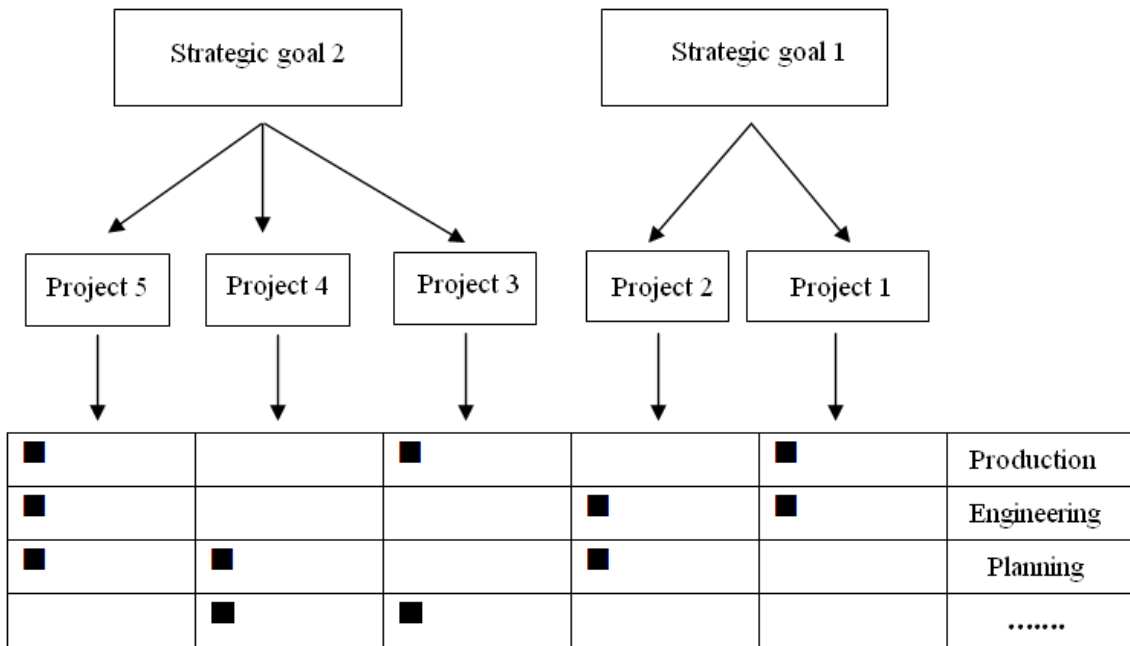 Strategic goal 2
Strategic goal 1
Project 5
Project 4
Project 3
Project 2
Project 1
Production
Engineering
Planning
.......